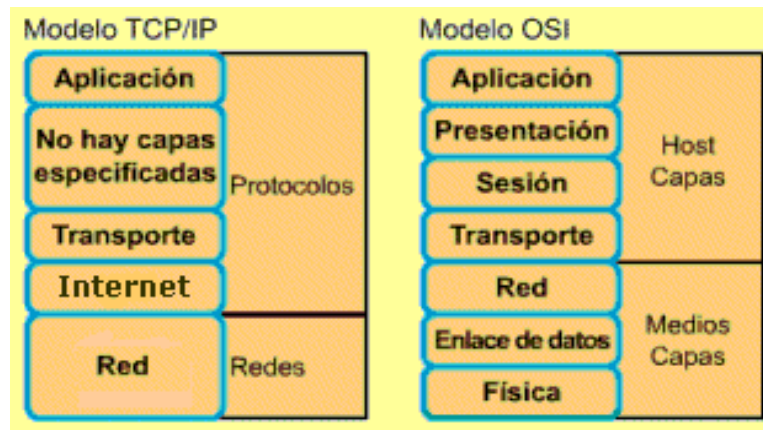 Modelo TCP/IP
Aplicación
No hay capas
especificadas
Transporte
Internet
Red
Protocolos
Redes
Modelo OSI
Aplicación
Presentación
Sesión
Transporte
Red
Enlace de datos
Física
Host
Capas
Medios
Capas